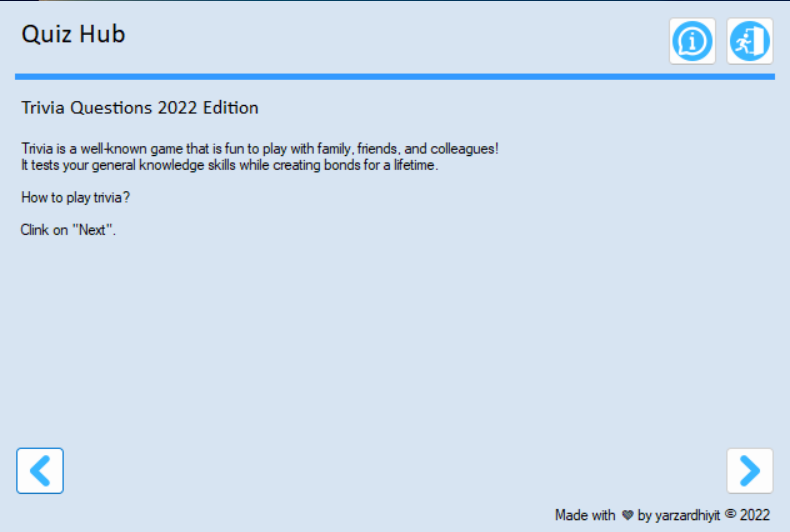 Quiz Hub
Trivia Questions 2022 Edition
Trivia is a well-known game that is fun to play with family, friends, and colleagues!
It tests your general knowledge skills while creating bonds for a lifetime.
How to play trivia?
Clink on "Next".
Made with ♥ by yarzardhiyit © 2022